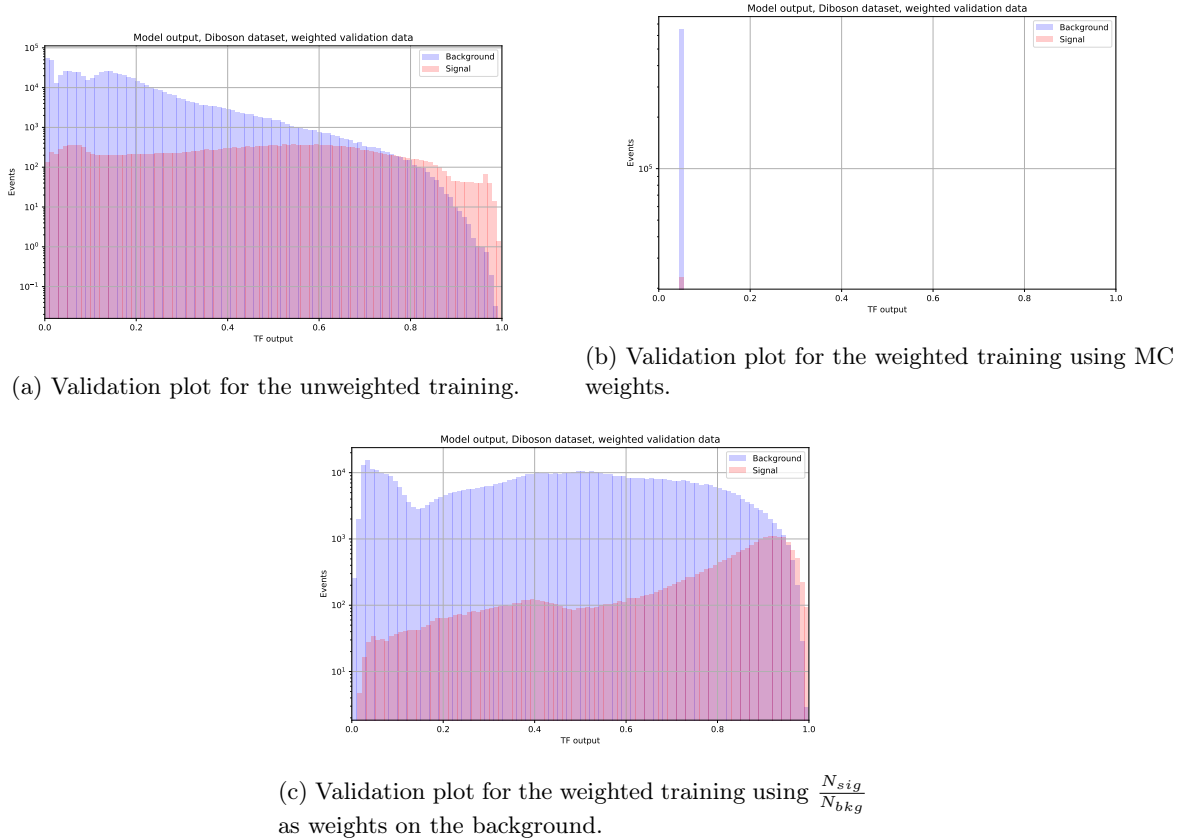 Model output, Diboson dataset, weighted validation data
Background
Signal
10^5
10^4
10^3
10^2
10^1
10^0
10^{-1}
Events
0.0 0.2 0.4 0.6 0.8 1.0
TF output
(a) Validation plot for the unweighted training.
Model output, Diboson dataset, weighted validation data
Background
Signal
10^5
Events
0.0 0.2 0.4 0.6 0.8 1.0
TF output
(b) Validation plot for the weighted training using MC
weights.
Model output, Diboson dataset, weighted validation data
Background
Signal
10^4
10^3
10^2
10^1
Events
0.0 0.2 0.4 0.6 0.8 1.0
TF output
(c) Validation plot for the weighted training using \frac{N_{sig}}{N_{bkg}}
as weights on the background.